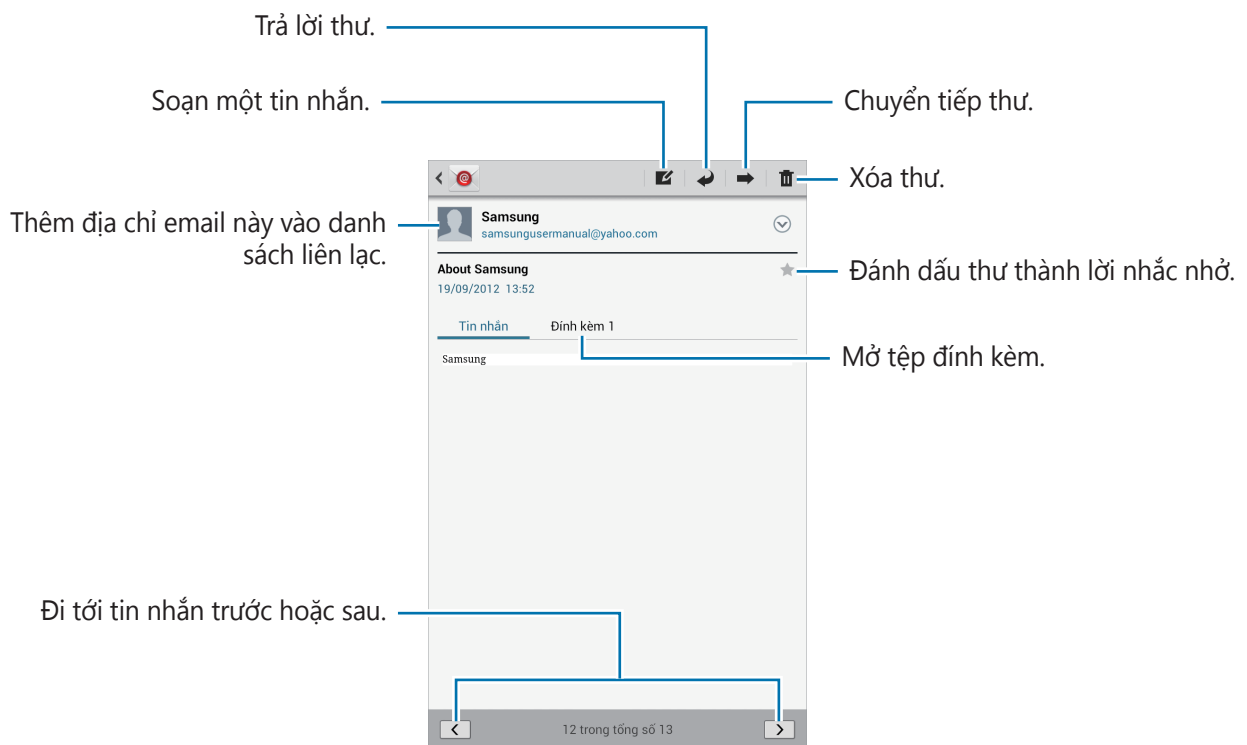 Trả lời thư.
Soạn một tin nhắn.
Chuyển tiếp thư.
Xóa thư.
Thêm địa chỉ email này vào danh
sách liên lạc.
Samsung
samsungusermanual@yahoo.com
About Samsung
19/09/2012 13:52
Đánh dấu thư thành lời nhắc nhở.
Tin nhắn
Đính kèm 1
Mở tệp đính kèm.
Samsung
Đi tới tin nhắn trước hoặc sau.
12 trong tổng số 13